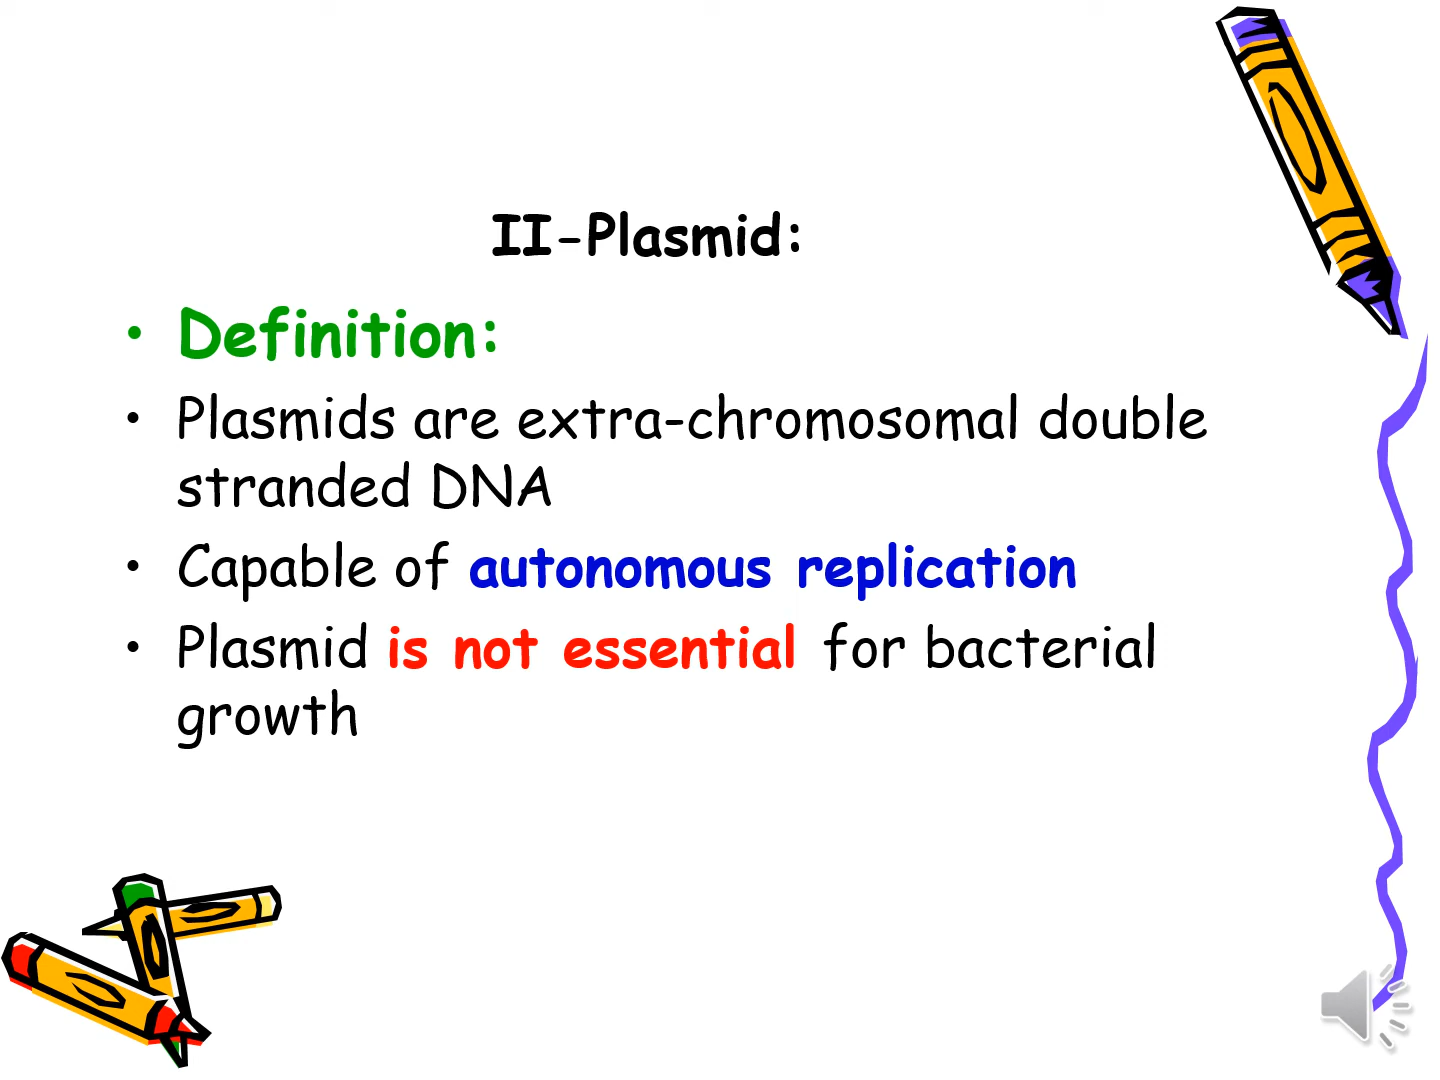 II-Plasmid:
• Definition:
• Plasmids are extra-chromosomal double
stranded DNA
• Capable of autonomous replication
• Plasmid is not essential for bacterial
growth